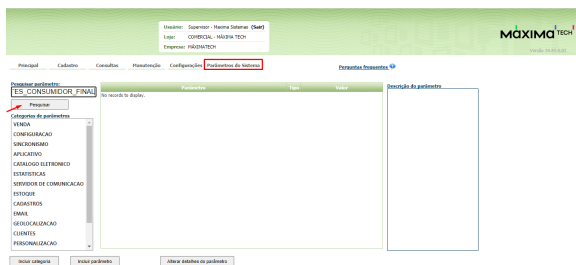 Usuário: Supervisor - Maxima Sistemas (Sair)
Loja: COMERCIAL - MÁXIMA TECH
Empresa: MÁXIMATECH
MÁXIMA TECH
Principal Cadastro Consultas Manutenção Configurações Parâmetros do Sistema Perguntas frequentes
Pesquisar parâmetro:
TES_CONSUMIDOR_FINAL
Pesquisar
Parâmetro Tipo Valor
No records to display.
Descrição do parâmetro
Categorias de parâmetros
VENDA
CONFIGURACAO
SINCRONISMO
APLICATIVO
CATALOGO ELETRONICO
ESTATISTICAS
SERVIDOR DE COMUNICACAO
ESTOQUE
CADASTROS
EMAIL
GEOLOCALIZACAO
CLIENTES
PERSONALIZACAO
Incluir categoria Incluir parâmetro Alterar detalhes do parâmetro